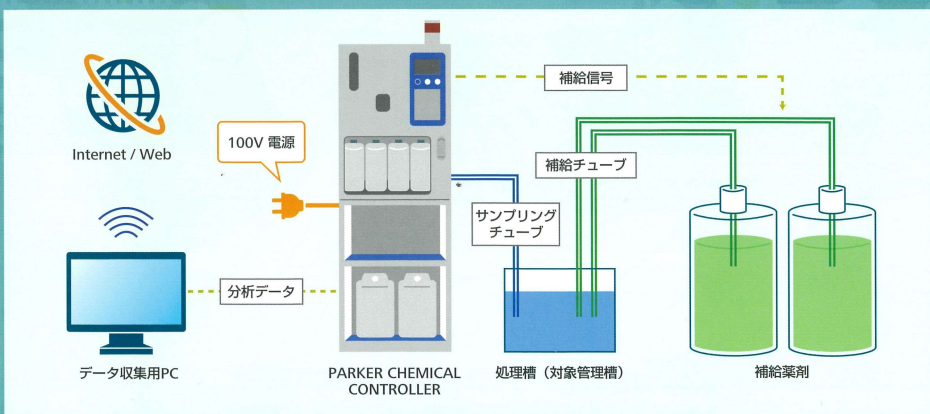 補給信号
Internet / Web
100V 電源
補給チューブ
サンプリング
チューブ
分析データ
データ収集用PC
PARKER CHEMICAL
CONTROLLER
処理槽（対象管理槽）
補給薬剤